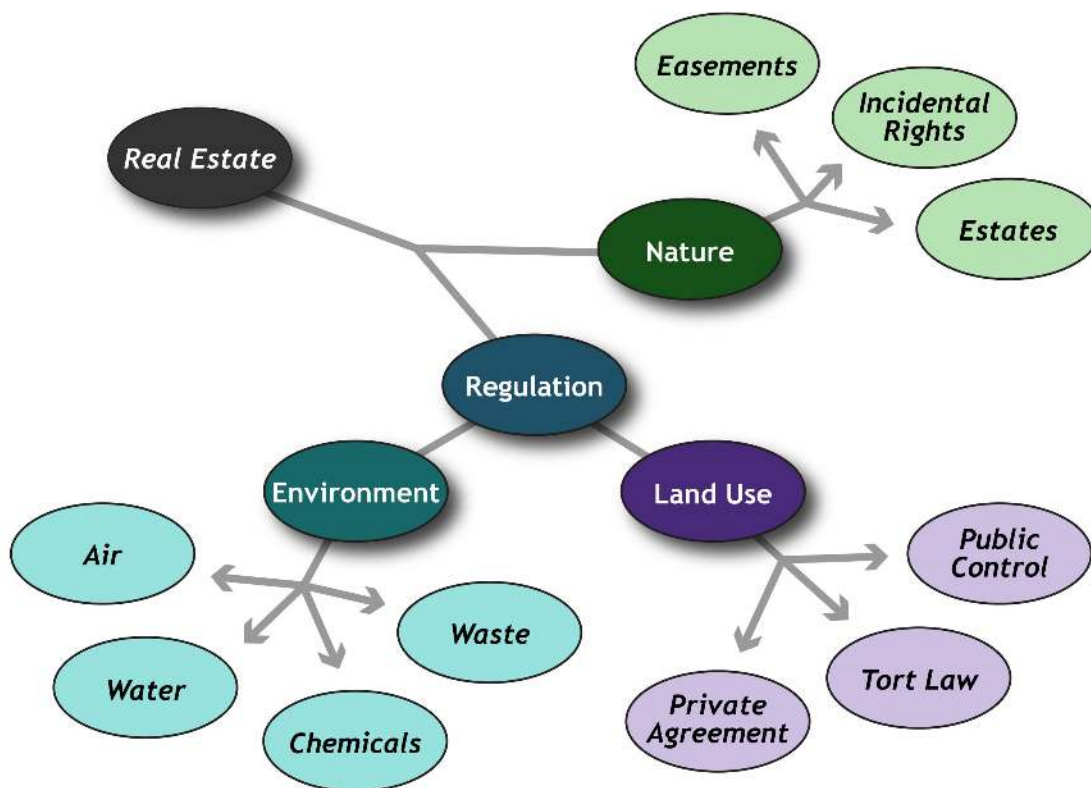 Easements
Incidental
Rights
Real Estate
Estates
Nature
Regulation
Environment
Land Use
Air
Public
Control
Waste
Water
Tort Law
Private
Agreement
Chemicals